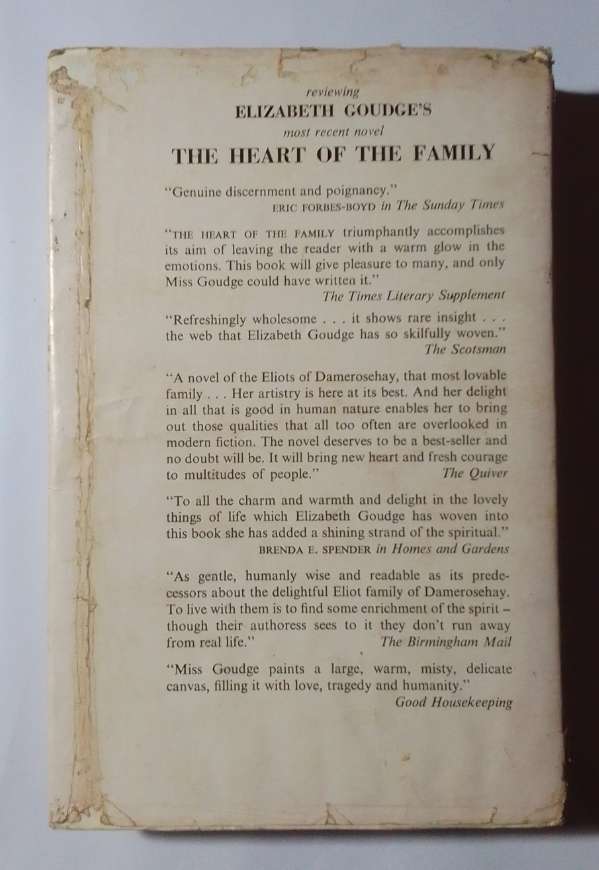 reviewing
ELIZABETH GOUDGE'S
most recent novel
THE HEART OF THE FAMILY
"Genuine discernment and poignancy."
ERIC FORBES-BOYD in The Sunday Times
"THE HEART OF THE FAMILY triumphantly accomplishes
its aim of leaving the reader with a warm glow in the
emotions. This book will give pleasure to many, and only
Miss Goudge could have written it."
The Times Literary Supplement
"Refreshingly wholesome . . . it shows rare insight . . .
the web that Elizabeth Goudge has so skilfully woven."
The Scotsman
"A novel of the Eliots of Damerosehay, that most lovable
family . . . Her artistry is here at its best. And her delight
in all that is good in human nature enables her to bring
out those qualities that all too often are overlooked in
modern fiction. The novel deserves to be a best-seller and
no doubt will be. It will bring new heart and fresh courage
to multitudes of people." The Quiver
"To all the charm and warmth and delight in the lovely
things of life which Elizabeth Goudge has woven into
this book she has added a shining strand of the spiritual."
BRENDA E. SPENDER in Homes and Gardens
"As gentle, humanly wise and readable as its prede-
cessors about the delightful Eliot family of Damerosehay.
To live with them is to find some enrichment of the spirit –
though their authoress sees to it they don't run away
from real life." The Birmingham Mail
"Miss Goudge paints a large, warm, misty, delicate
canvas, filling it with love, tragedy and humanity."
Good Housekeeping